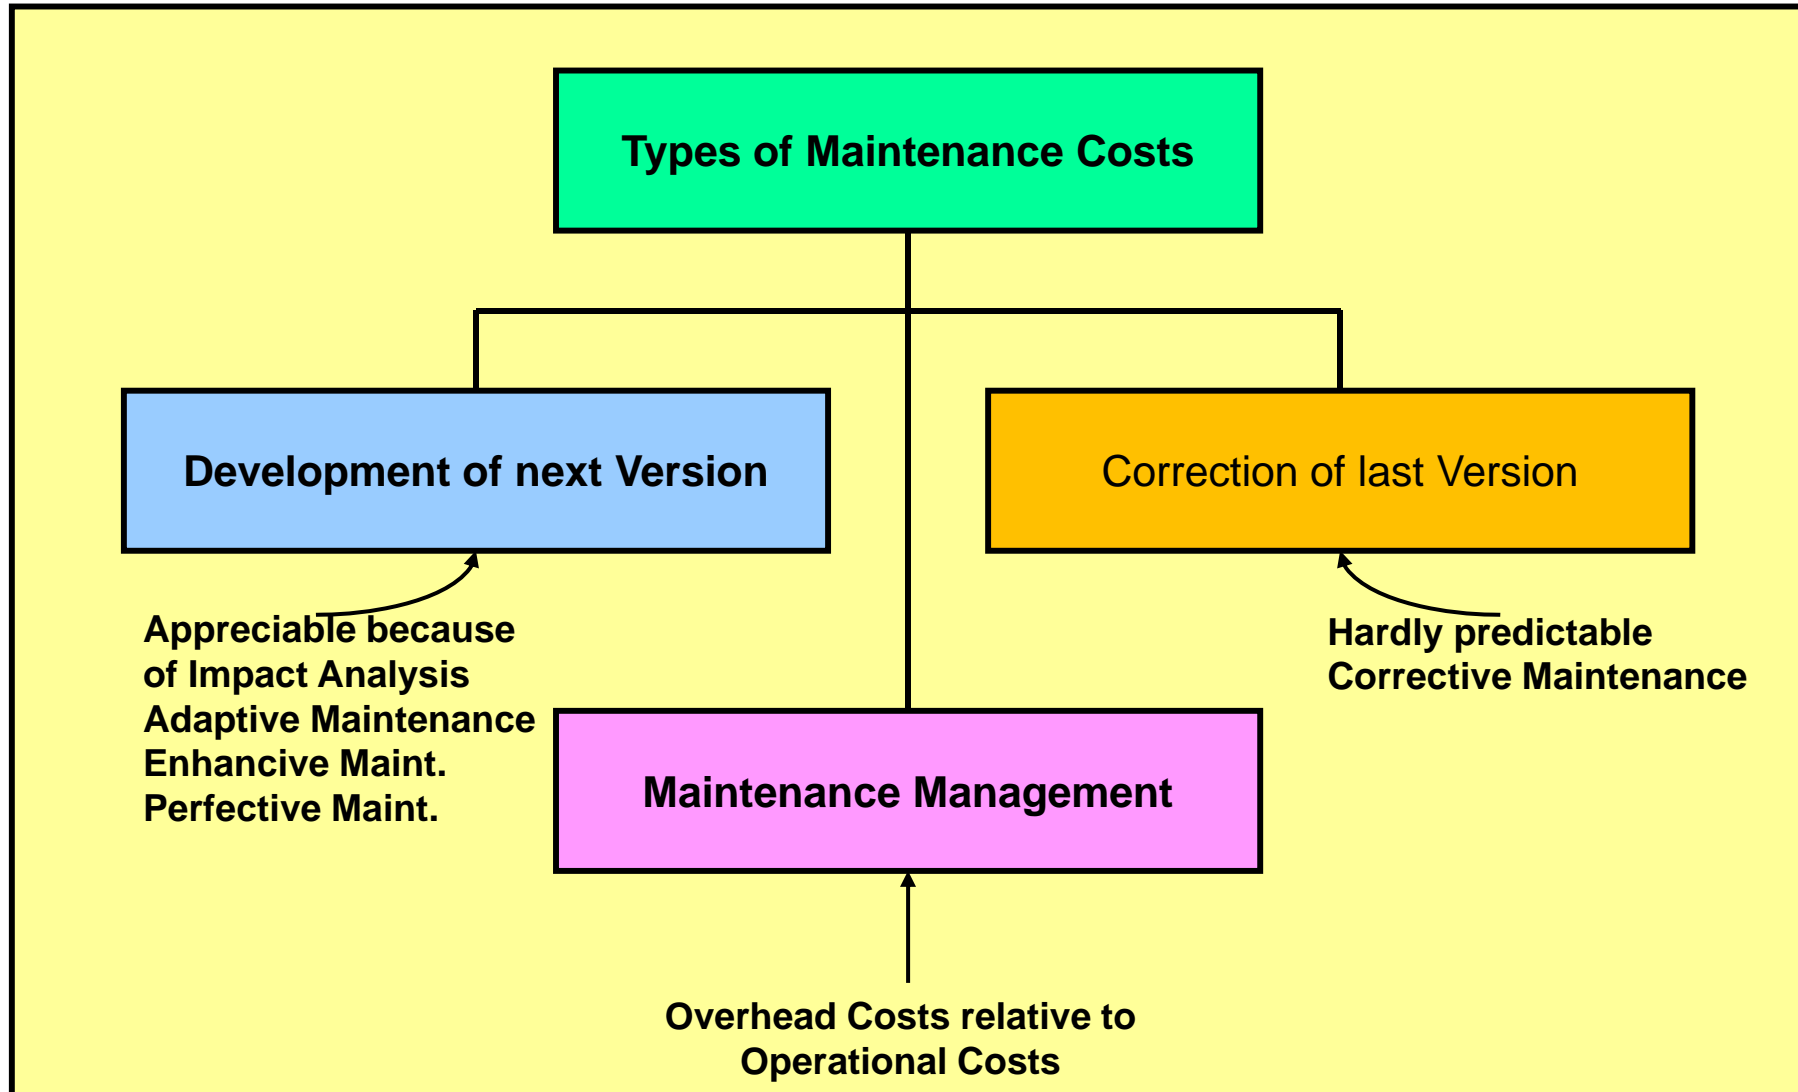 Types of Maintenance Costs
Development of next Version
Correction of last Version
Appreciable because
of Impact Analysis
Adaptive Maintenance
Enhancive Maint.
Perfective Maint.
Hardly predictable
Corrective Maintenance
Maintenance Management
Overhead Costs relative to
Operational Costs